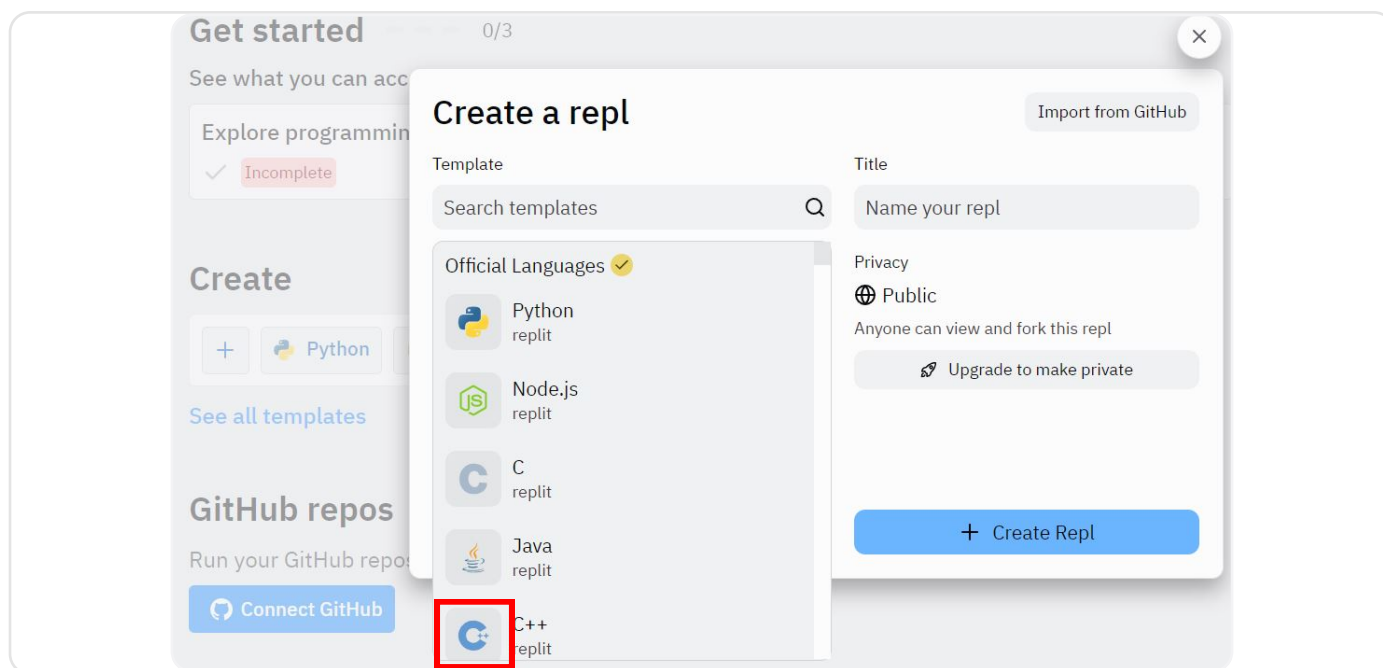 Get started
0/3
See what you can acc
Explore programmin
Incomplete
Create
Python
See all templates
GitHub repos
Run your GitHub repos
Connect GitHub
Create a repl
Import from GitHub
Template
Search templates
Official Languages
Python
replit
Node.js
replit
C
replit
Java
replit
C++
replit
Title
Name your repl
Privacy
Public
Anyone can view and fork this repl
Upgrade to make private
+ Create Repl